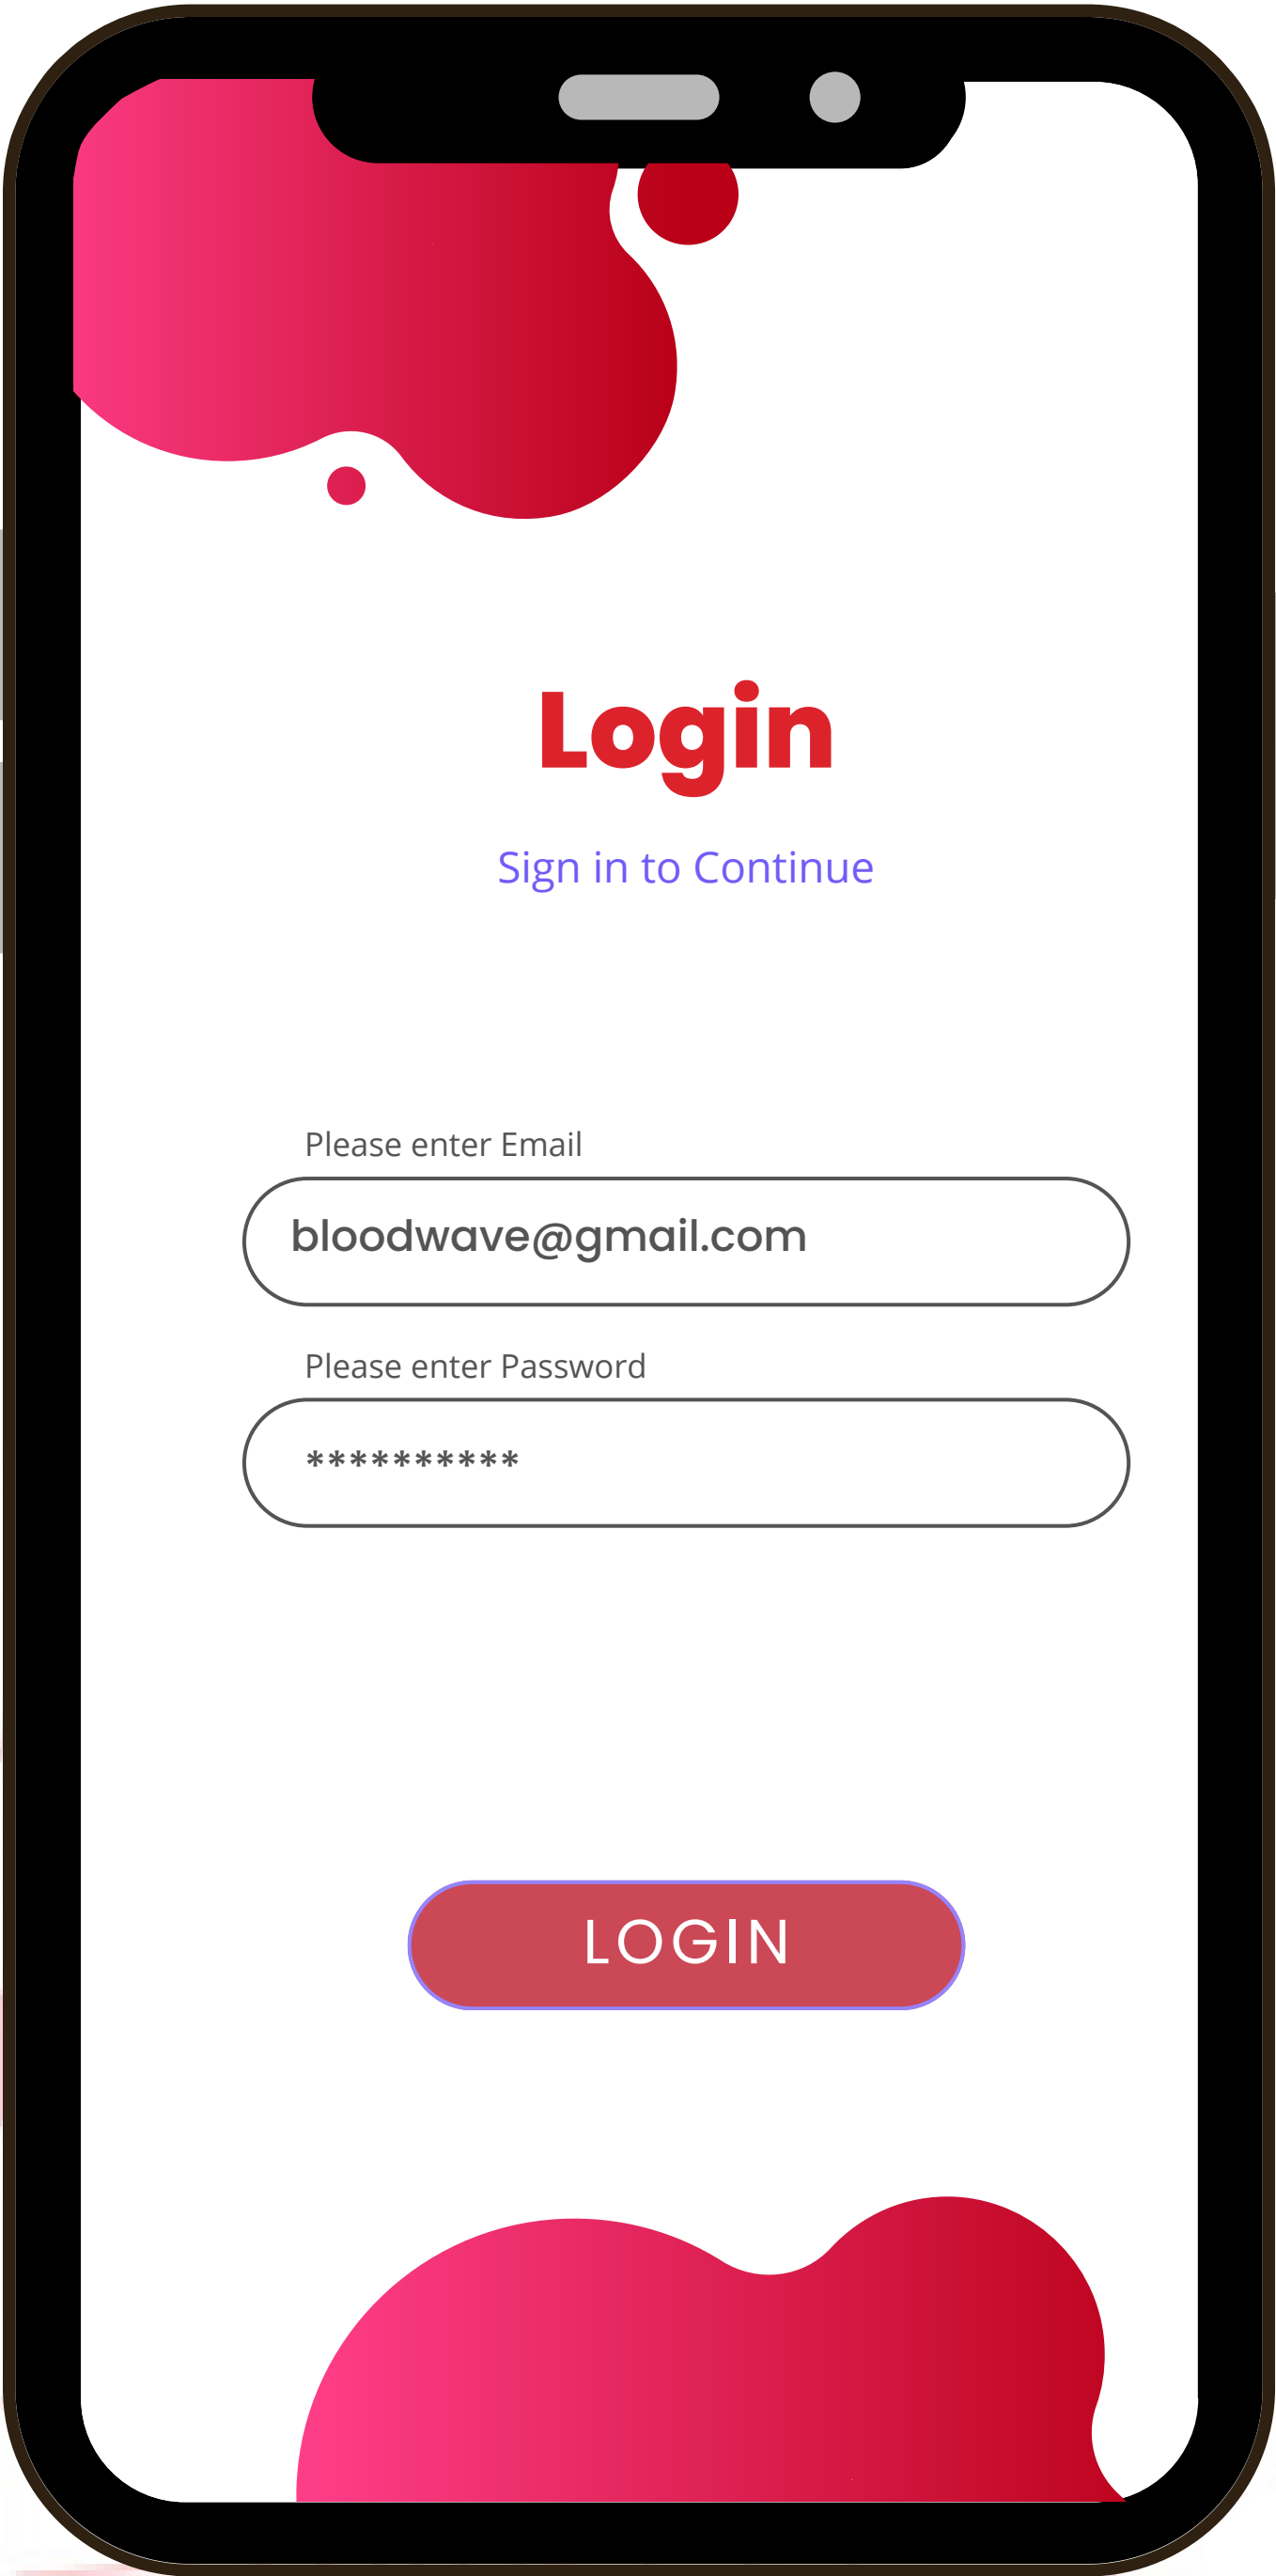 Login
Sign in to Continue
Please enter Email
bloodwave@gmail.com
Please enter Password
**********
LOGIN